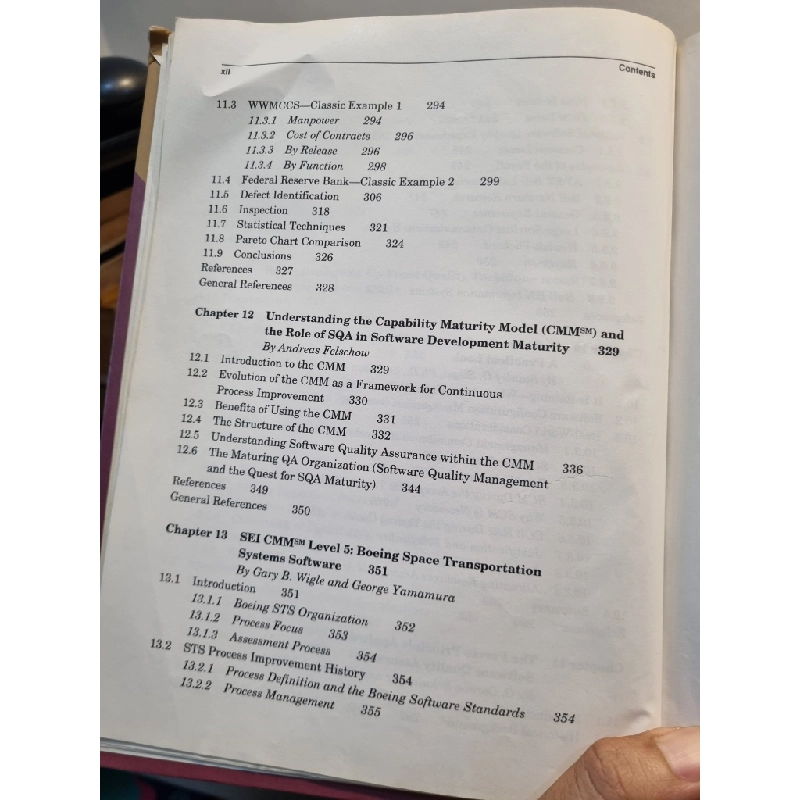 xii Contents
11.3 WWMCCS—Classic Example 1 294
11.3.1 Manpower 294
11.3.2 Cost of Contracts 296
11.3.3 By Release 296
11.3.4 By Function 298
11.4 Federal Reserve Bank—Classic Example 2 299
11.5 Defect Identification 306
11.6 Inspection 318
11.7 Statistical Techniques 321
11.8 Pareto Chart Comparison 324
11.9 Conclusions 326
References 327
General References 328
Chapter 12 Understanding the Capability Maturity Model (CMM℠) and
the Role of SQA in Software Development Maturity 329
By Andreas Felschow
12.1 Introduction to the CMM 329
12.2 Evolution of the CMM as a Framework for Continuous
Process Improvement 330
12.3 Benefits of Using the CMM 331
12.4 The Structure of the CMM 332
12.5 Understanding Software Quality Assurance within the CMM 336
12.6 The Maturing QA Organization (Software Quality Management
and the Quest for SQA Maturity) 344
References 349
General References 350
Chapter 13 SEI CMM℠ Level 5: Boeing Space Transportation
Systems Software 351
By Gary B. Wigle and George Yamamura
13.1 Introduction 351
13.1.1 Boeing STS Organization 352
13.1.2 Process Focus 353
13.1.3 Assessment Process 354
13.2 STS Process Improvement History 354
13.2.1 Process Definition and the Boeing Software Standards 354
13.2.2 Process Management 355